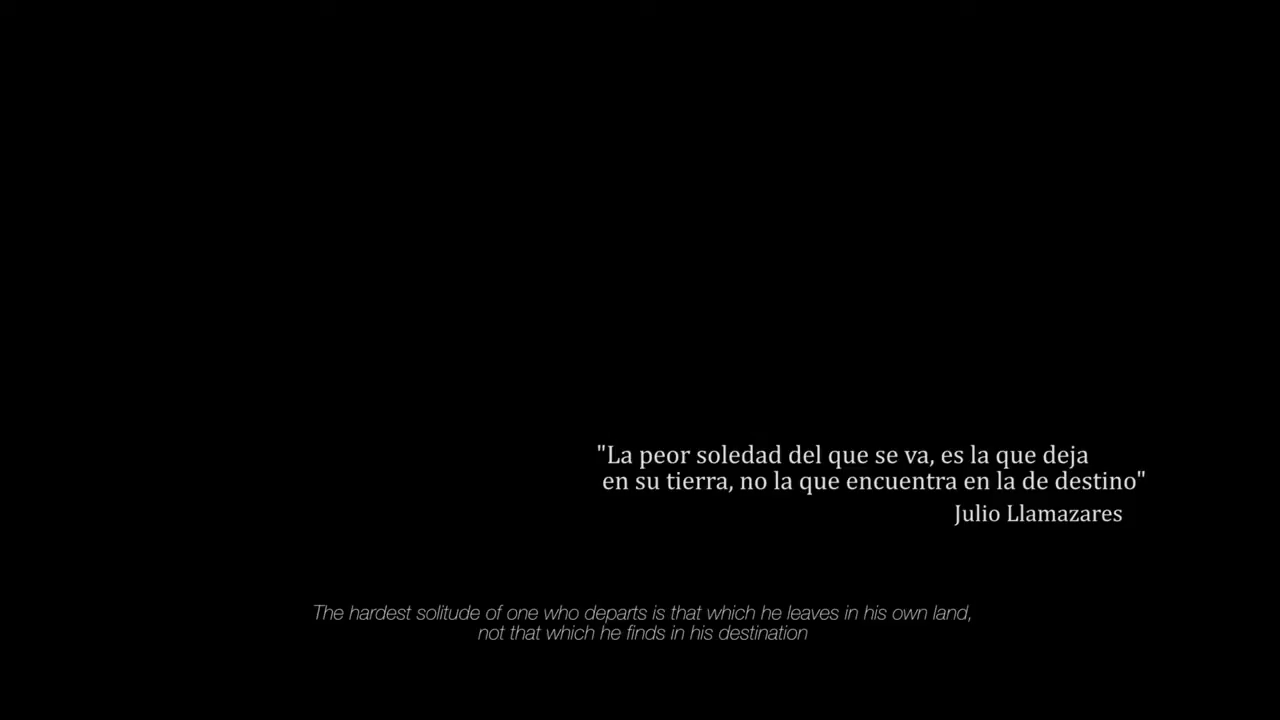 "La peor soledad del que se va, es la que deja
en su tierra, no la que encuentra en la de destino"
Julio Llamazares
The hardest solitude of one who departs is that which he leaves in his own land,
not that which he finds in his destination